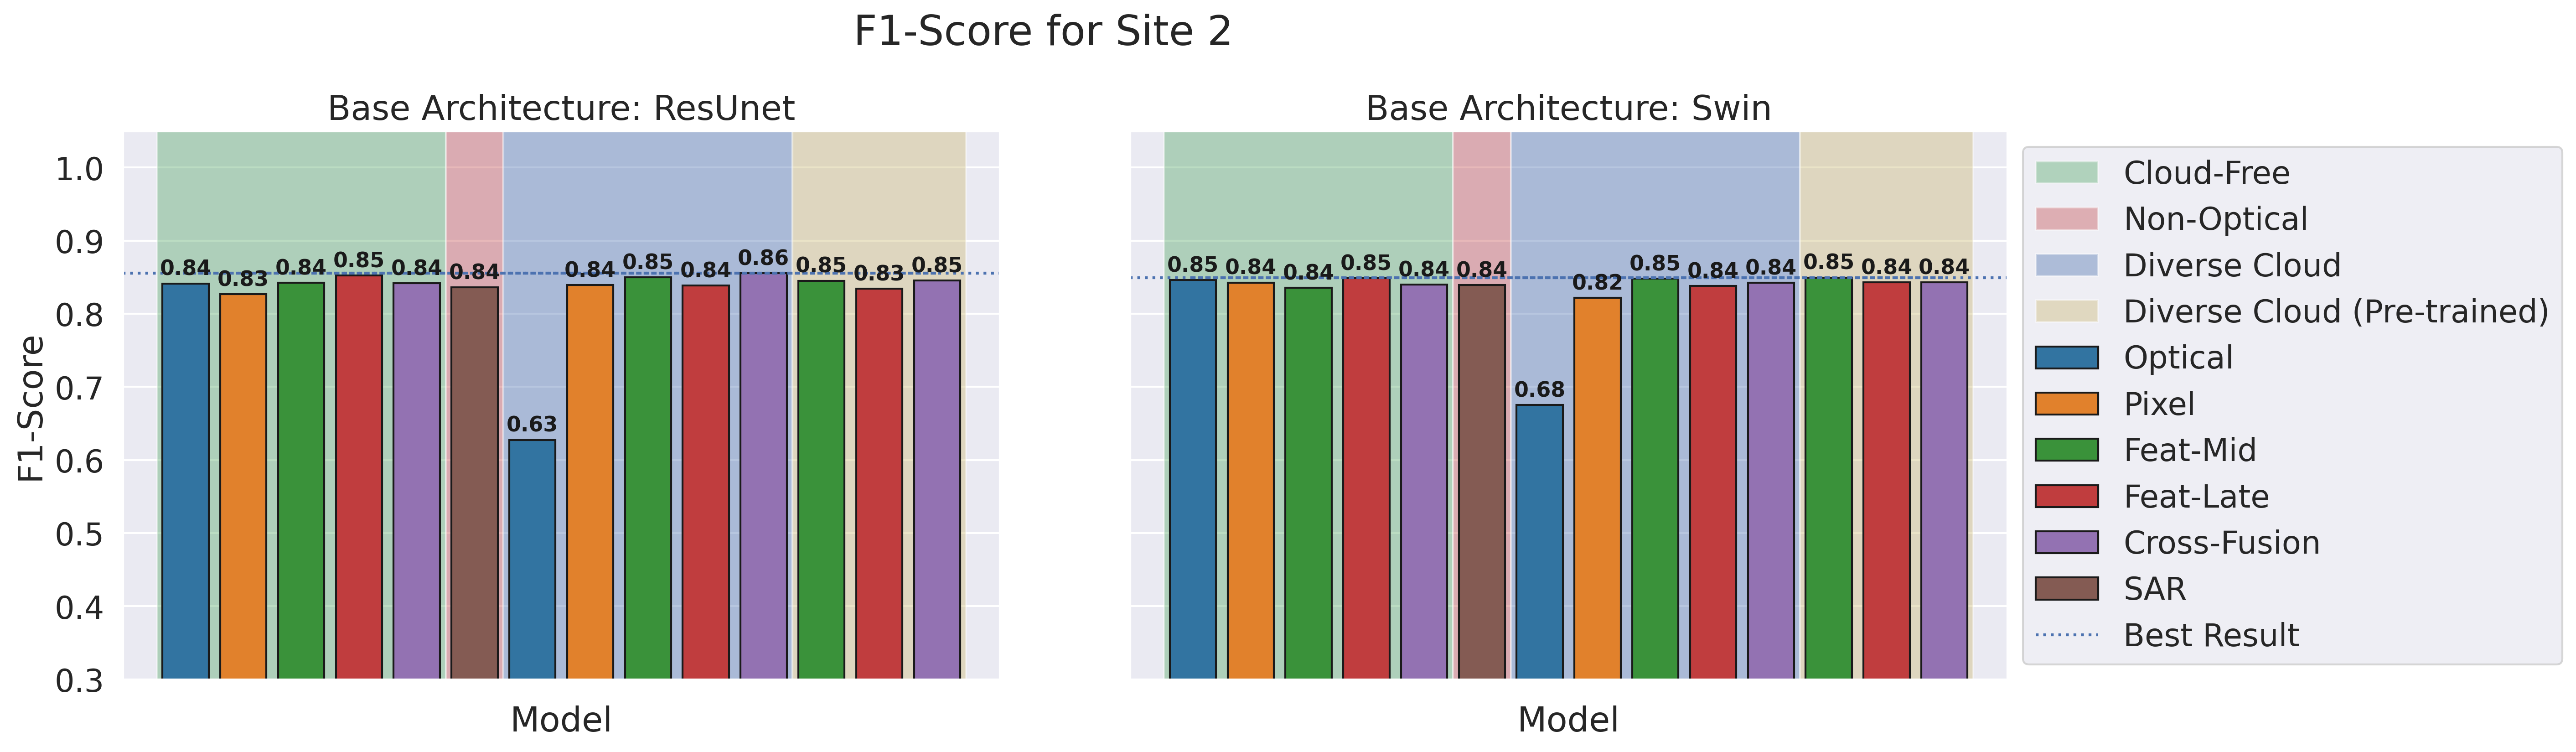 F1-Score for Site 2
Base Architecture: ResUnet
F1-Score
1.0
0.9
0.8
0.7
0.6
0.5
0.4
0.3
0.84
0.83
0.84
0.85
0.84
0.84
0.63
0.84
0.85
0.84
0.86
0.85
0.83
0.85
Model
Base Architecture: Swin
0.85
0.84
0.84
0.85
0.84
0.84
0.68
0.82
0.85
0.84
0.84
0.85
0.84
0.84
Model
Cloud-Free
Non-Optical
Diverse Cloud
Diverse Cloud (Pre-trained)
Optical
Pixel
Feat-Mid
Feat-Late
Cross-Fusion
SAR
Best Result